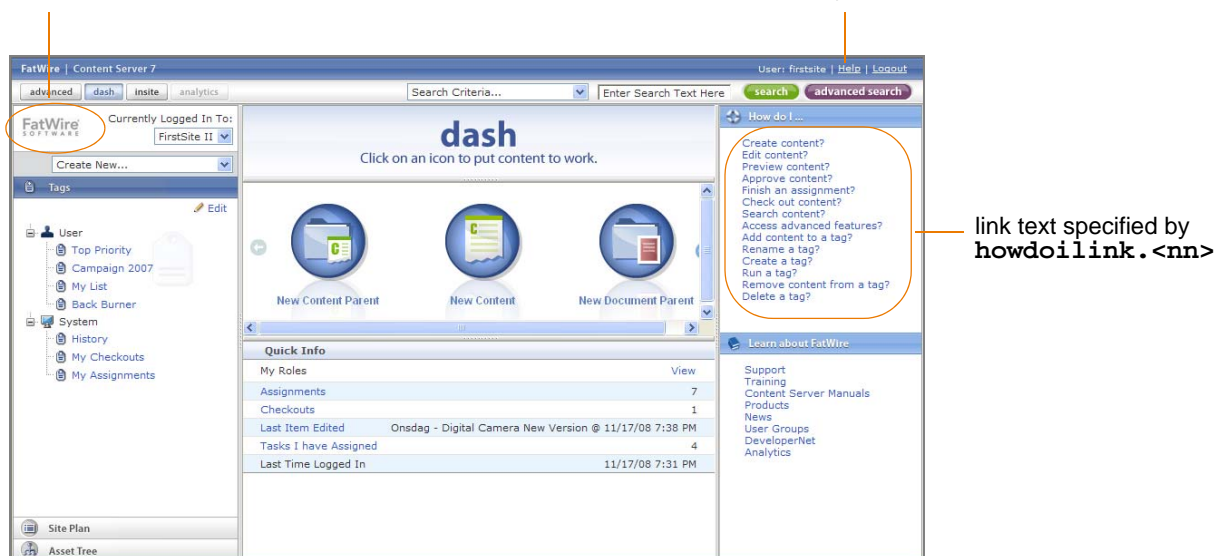 FatWire | Content Server 7
User: firstsite | Help | Logout
advanced dash insite analytics
Search Criteria... Enter Search Text Here search advanced search
FatWire SOFTWARE
Currently Logged In To:
FirstSite II
Create New...
Tags
Edit
User
Top Priority
Campaign 2007
My List
Back Burner
System
History
My Checkouts
My Assignments
Site Plan
Asset Tree
dash
Click on an icon to put content to work.
New Content Parent New Content New Document Parent
Quick Info
My Roles View
Assignments 7
Checkouts 1
Last Item Edited Onsdag - Digital Camera New Version @ 11/17/08 7:38 PM
Tasks I have Assigned 4
Last Time Logged In 11/17/08 7:31 PM
How do I ...
Create content?
Edit content?
Preview content?
Approve content?
Finish an assignment?
Check out content?
Search content?
Access advanced features?
Add content to a tag?
Rename a tag?
Create a tag?
Run a tag?
Remove content from a tag?
Delete a tag?
Learn about FatWire
Support
Training
Content Server Manuals
Products
News
User Groups
DeveloperNet
Analytics
link text specified by
howdoilink.<nn>